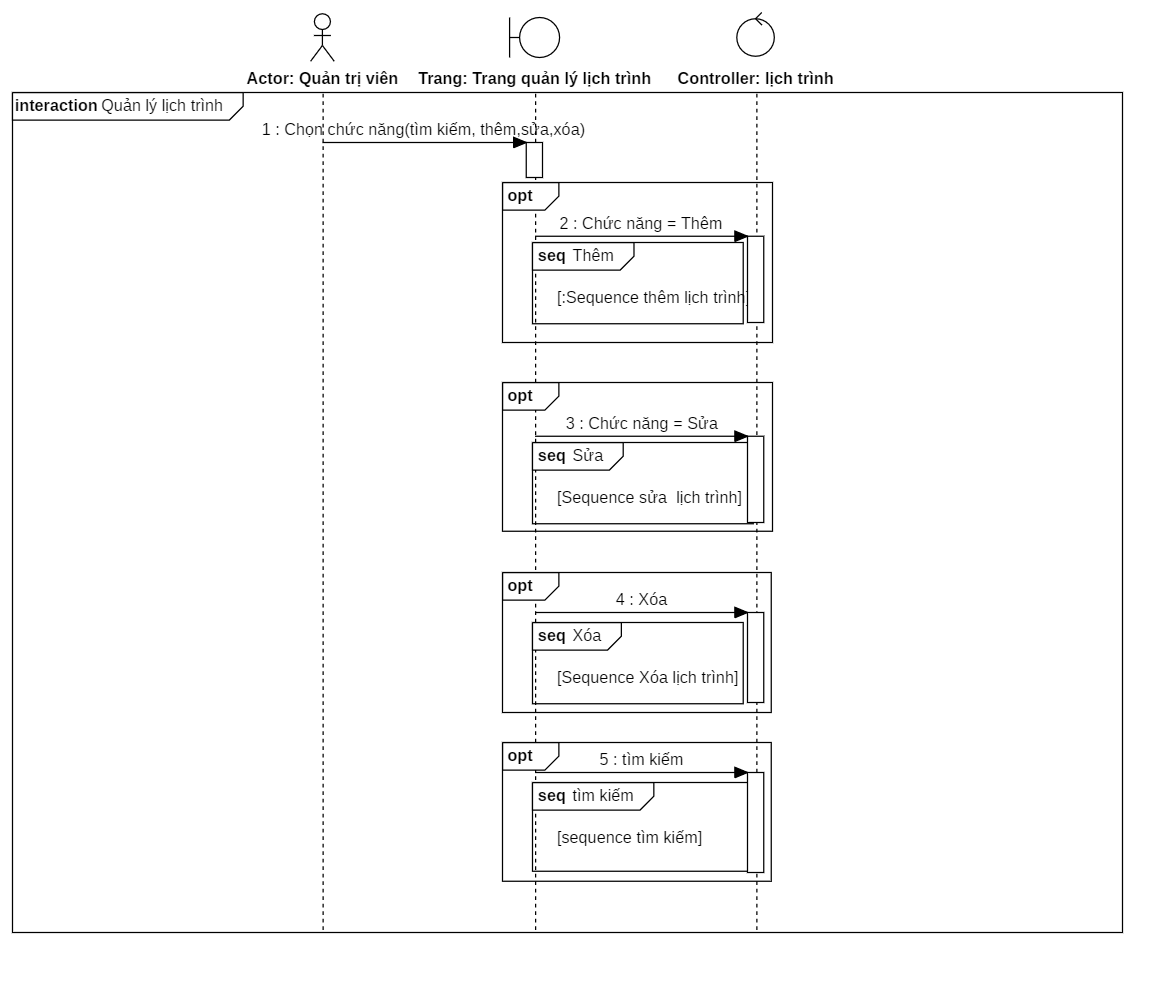 Actor: Quản trị viên
Trang: Trang quản lý lịch trình
Controller: lịch trình
interaction Quản lý lịch trình
1 : Chọn chức năng(tìm kiếm, thêm,sửa,xóa)
opt
2 : Chức năng = Thêm
seq Thêm
[:Sequence thêm lịch trình]
opt
3 : Chức năng = Sửa
seq Sửa
[Sequence sửa  lịch trình]
opt
4 : Xóa
seq Xóa
[Sequence Xóa lịch trình]
opt
5 : tìm kiếm
seq tìm kiếm
[sequence tìm kiếm]